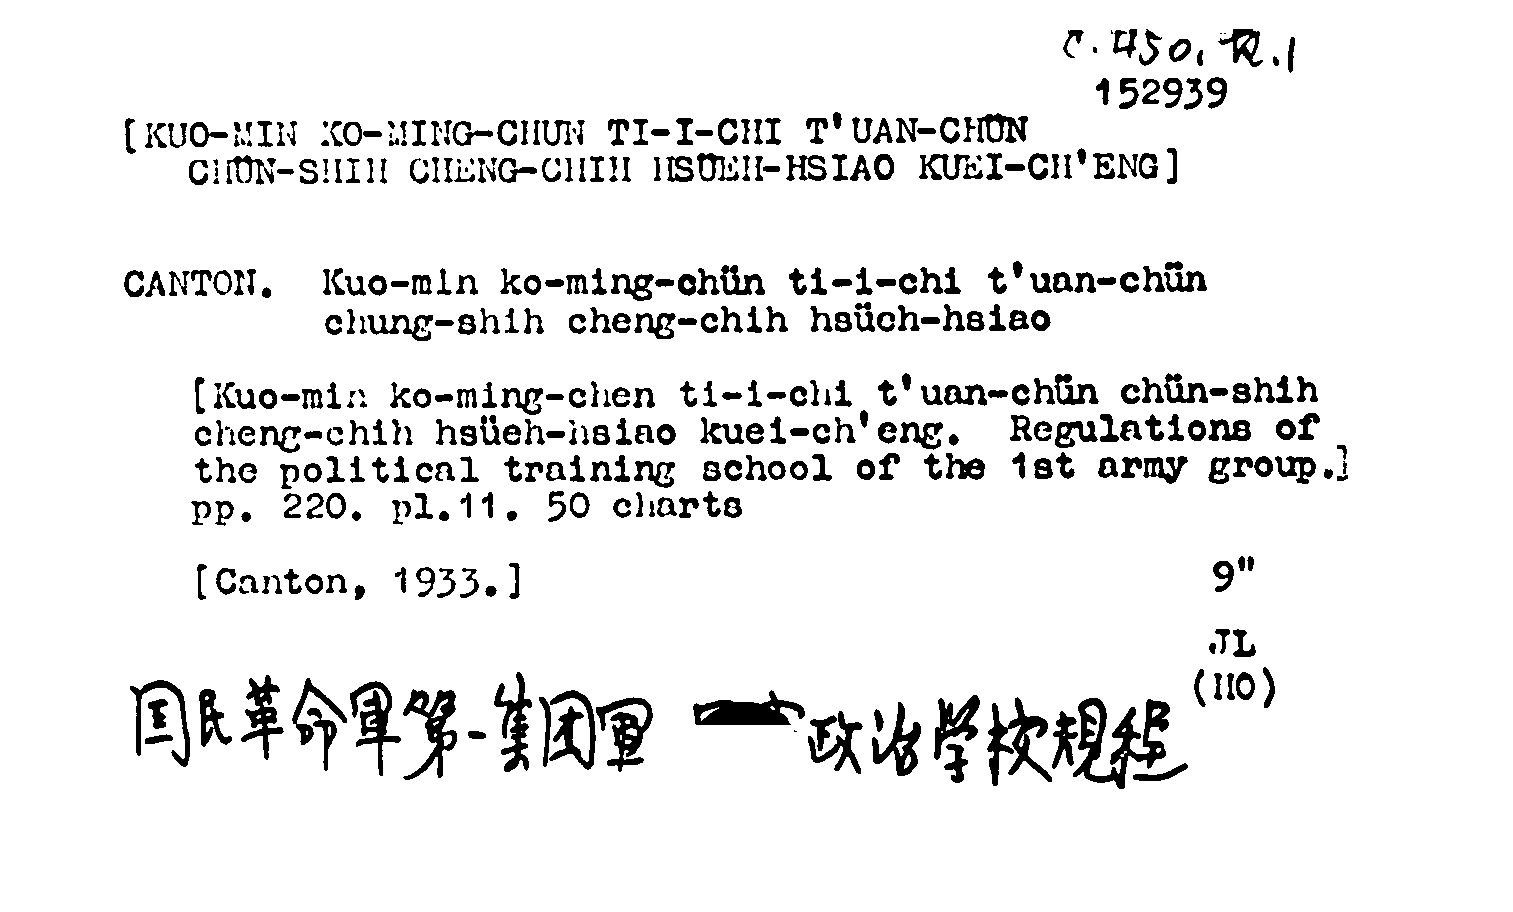 C. 450. R.1
152939
[KUO-MIN KO-MING-CHUN TI-I-CHI T'UAN-CHÜN
CHÜN-SHIH CHENG-CHIH HSÜEH-HSIAO KUEI-CH'ENG]
CANTON. Kuo-min ko-ming-chün ti-i-chi t'uan-chün
chung-shih cheng-chih hsüch-hsiao
[Kuo-min ko-ming-chen ti-i-chi t'uan-chün chün-shih
cheng-chih hsüeh-hsiao kuei-ch'eng. Regulations of
the political training school of the 1st army group.]
pp. 220. pl.11. 50 charts
[Canton, 1933.]
9"
JL
(110)
国民革命軍第一集团軍 政治学校規程